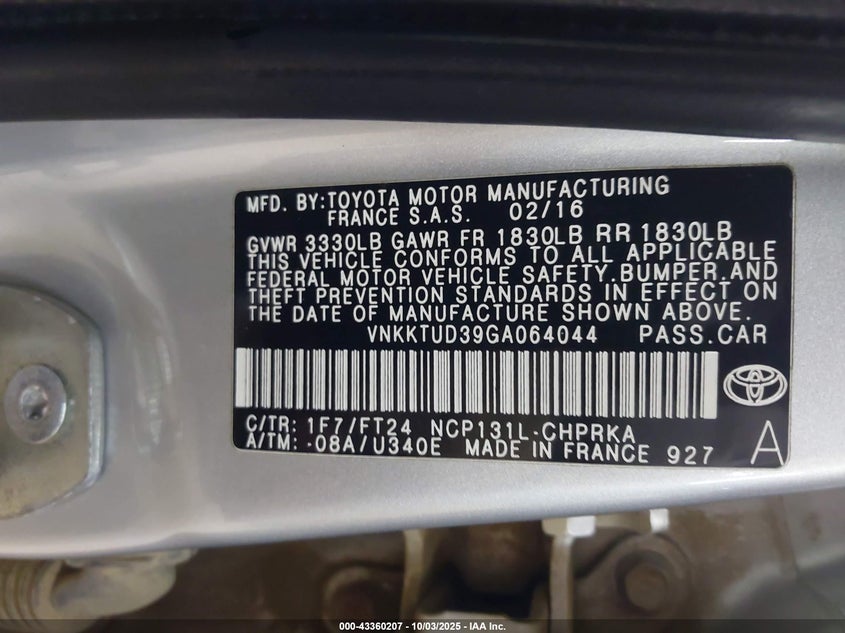 MFD. BY:TOYOTA MOTOR MANUFACTURING
FRANCE S.A.S. 02/16
GVWR 3330LB GAWR FR 1830LB RR 1830LB
THIS VEHICLE CONFORMS TO ALL APPLICABLE
FEDERAL MOTOR VEHICLE SAFETY.BUMPER.AND
THEFT PREVENTION STANDARDS IN EFFECT ON
THE DATE OF MANUFACTURE SHOWN ABOVE.
VNKKTUD39GA064044 PASS.CAR
C/TR: 1F7/FT24 NCP131L-CHPRKA
A/TM: -08A/U340E MADE IN FRANCE 927 A
000-43360207 - 10/03/2025 - IAA Inc.